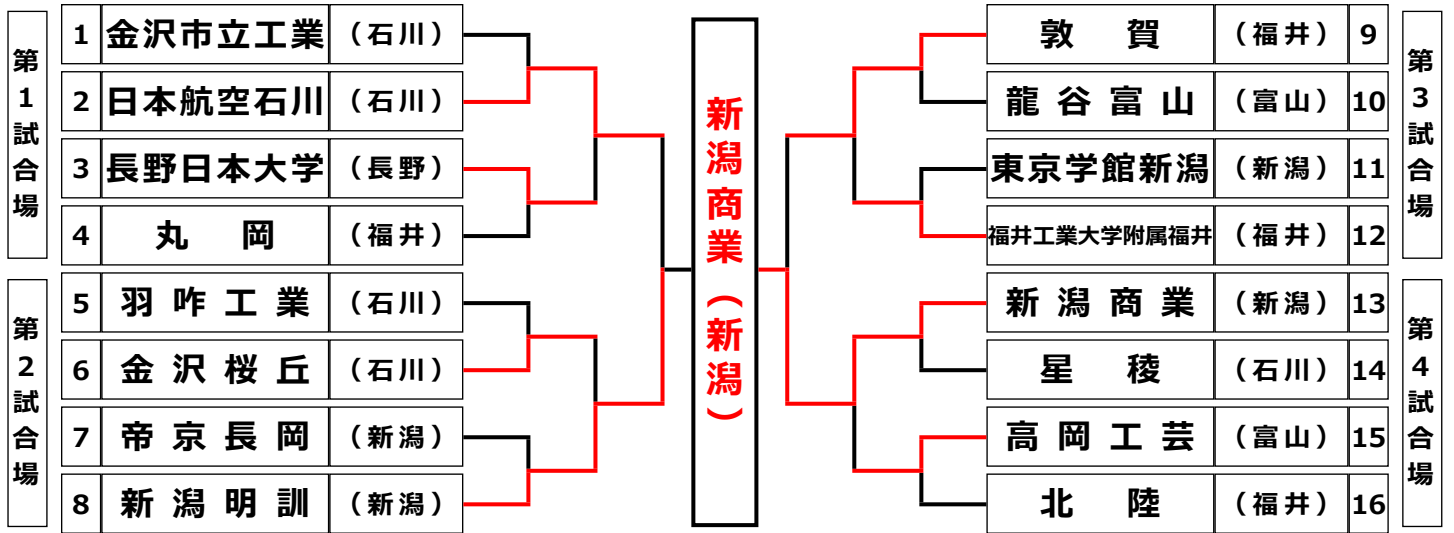 第1試合場
1 金沢市立工業 （石川）
2 日本航空石川 （石川）
3 長野日本大学 （長野）
4 丸岡 （福井）
第2試合場
5 羽咋工業 （石川）
6 金沢桜丘 （石川）
7 帝京長岡 （新潟）
8 新潟明訓 （新潟）
新潟商業（新潟）
敦賀 （福井） 9
龍谷富山 （富山） 10
東京学館新潟 （新潟） 11
福井工業大学附属福井 （福井） 12
第3試合場
新潟商業 （新潟） 13
星稜 （石川） 14
高岡工芸 （富山） 15
北陸 （福井） 16
第4試合場